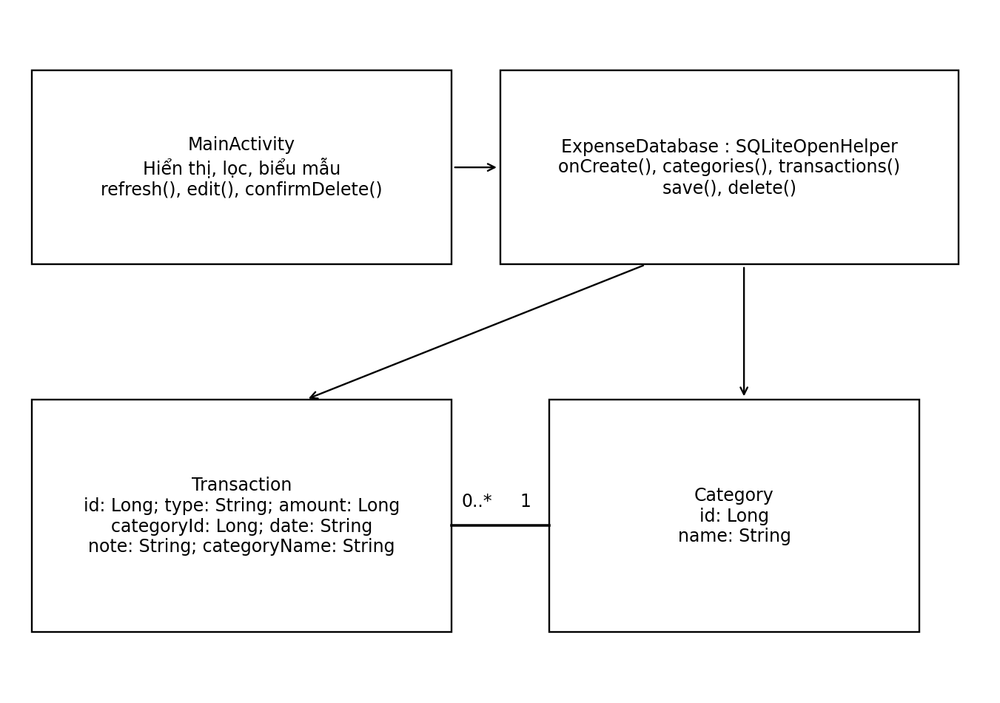 MainActivity
Hiển thị, lọc, biểu mẫu
refresh(), edit(), confirmDelete()
ExpenseDatabase : SQLiteOpenHelper
onCreate(), categories(), transactions()
save(), delete()
Transaction
id: Long; type: String; amount: Long
categoryId: Long; date: String
note: String; categoryName: String
0..* 1
Category
id: Long
name: String